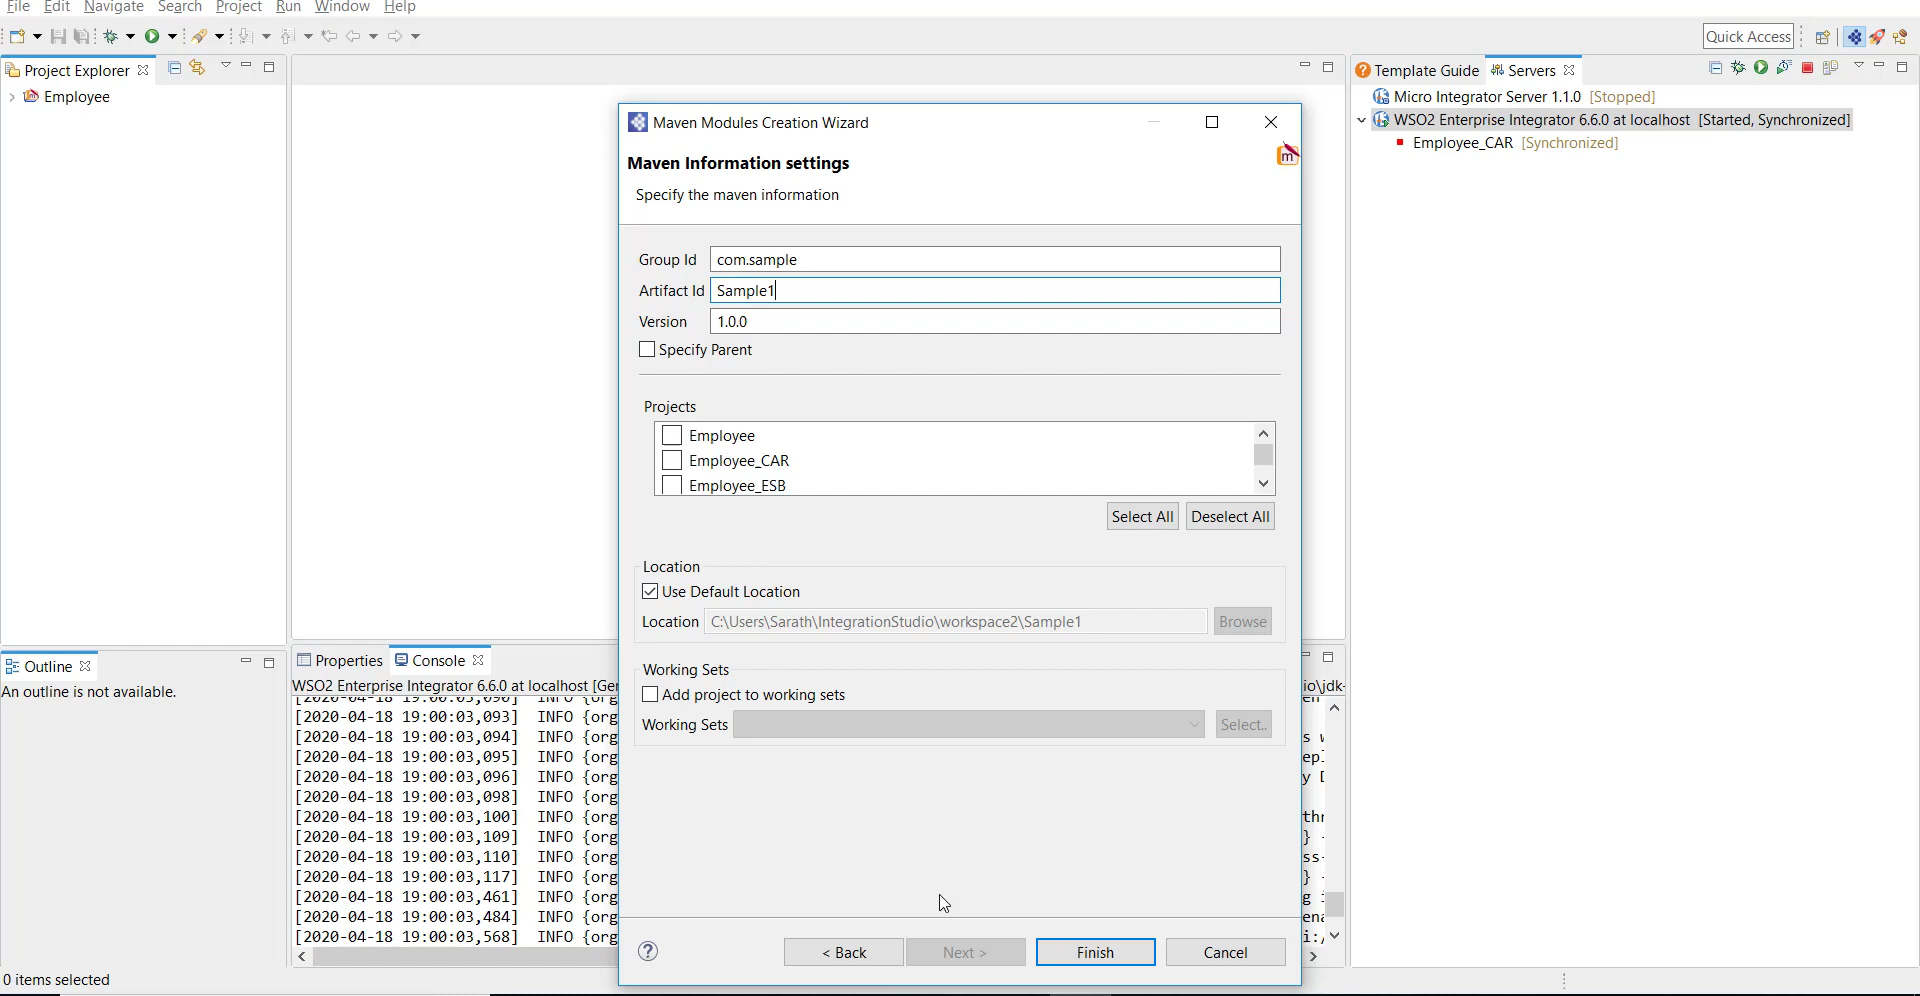 File Edit Navigate Search Project Run Window Help
Quick Access
Project Explorer
Employee
Template Guide Servers
Micro Integrator Server 1.1.0 [Stopped]
WSO2 Enterprise Integrator 6.6.0 at localhost [Started, Synchronized]
Employee_CAR [Synchronized]
Maven Modules Creation Wizard
Maven Information settings
Specify the maven information
Group Id com.sample
Artifact Id Sample1
Version 1.0.0
Specify Parent
Projects
Employee
Employee_CAR
Employee_ESB
Select All Deselect All
Location
Use Default Location
Location C:\Users\Sarath\IntegrationStudio\workspace2\Sample1 Browse
Working Sets
Add project to working sets
Working Sets Select..
< Back Next > Finish Cancel
Outline
An outline is not available.
Properties Console
WSO2 Enterprise Integrator 6.6.0 at localhost [Ger
[2020-04-18 19:00:03,090] INFO {org
[2020-04-18 19:00:03,093] INFO {org
[2020-04-18 19:00:03,094] INFO {org
[2020-04-18 19:00:03,095] INFO {org
[2020-04-18 19:00:03,096] INFO {org
[2020-04-18 19:00:03,098] INFO {org
[2020-04-18 19:00:03,100] INFO {org
[2020-04-18 19:00:03,109] INFO {org
[2020-04-18 19:00:03,110] INFO {org
[2020-04-18 19:00:03,117] INFO {org
[2020-04-18 19:00:03,461] INFO {org
[2020-04-18 19:00:03,484] INFO {org
[2020-04-18 19:00:03,568] INFO {org
0 items selected